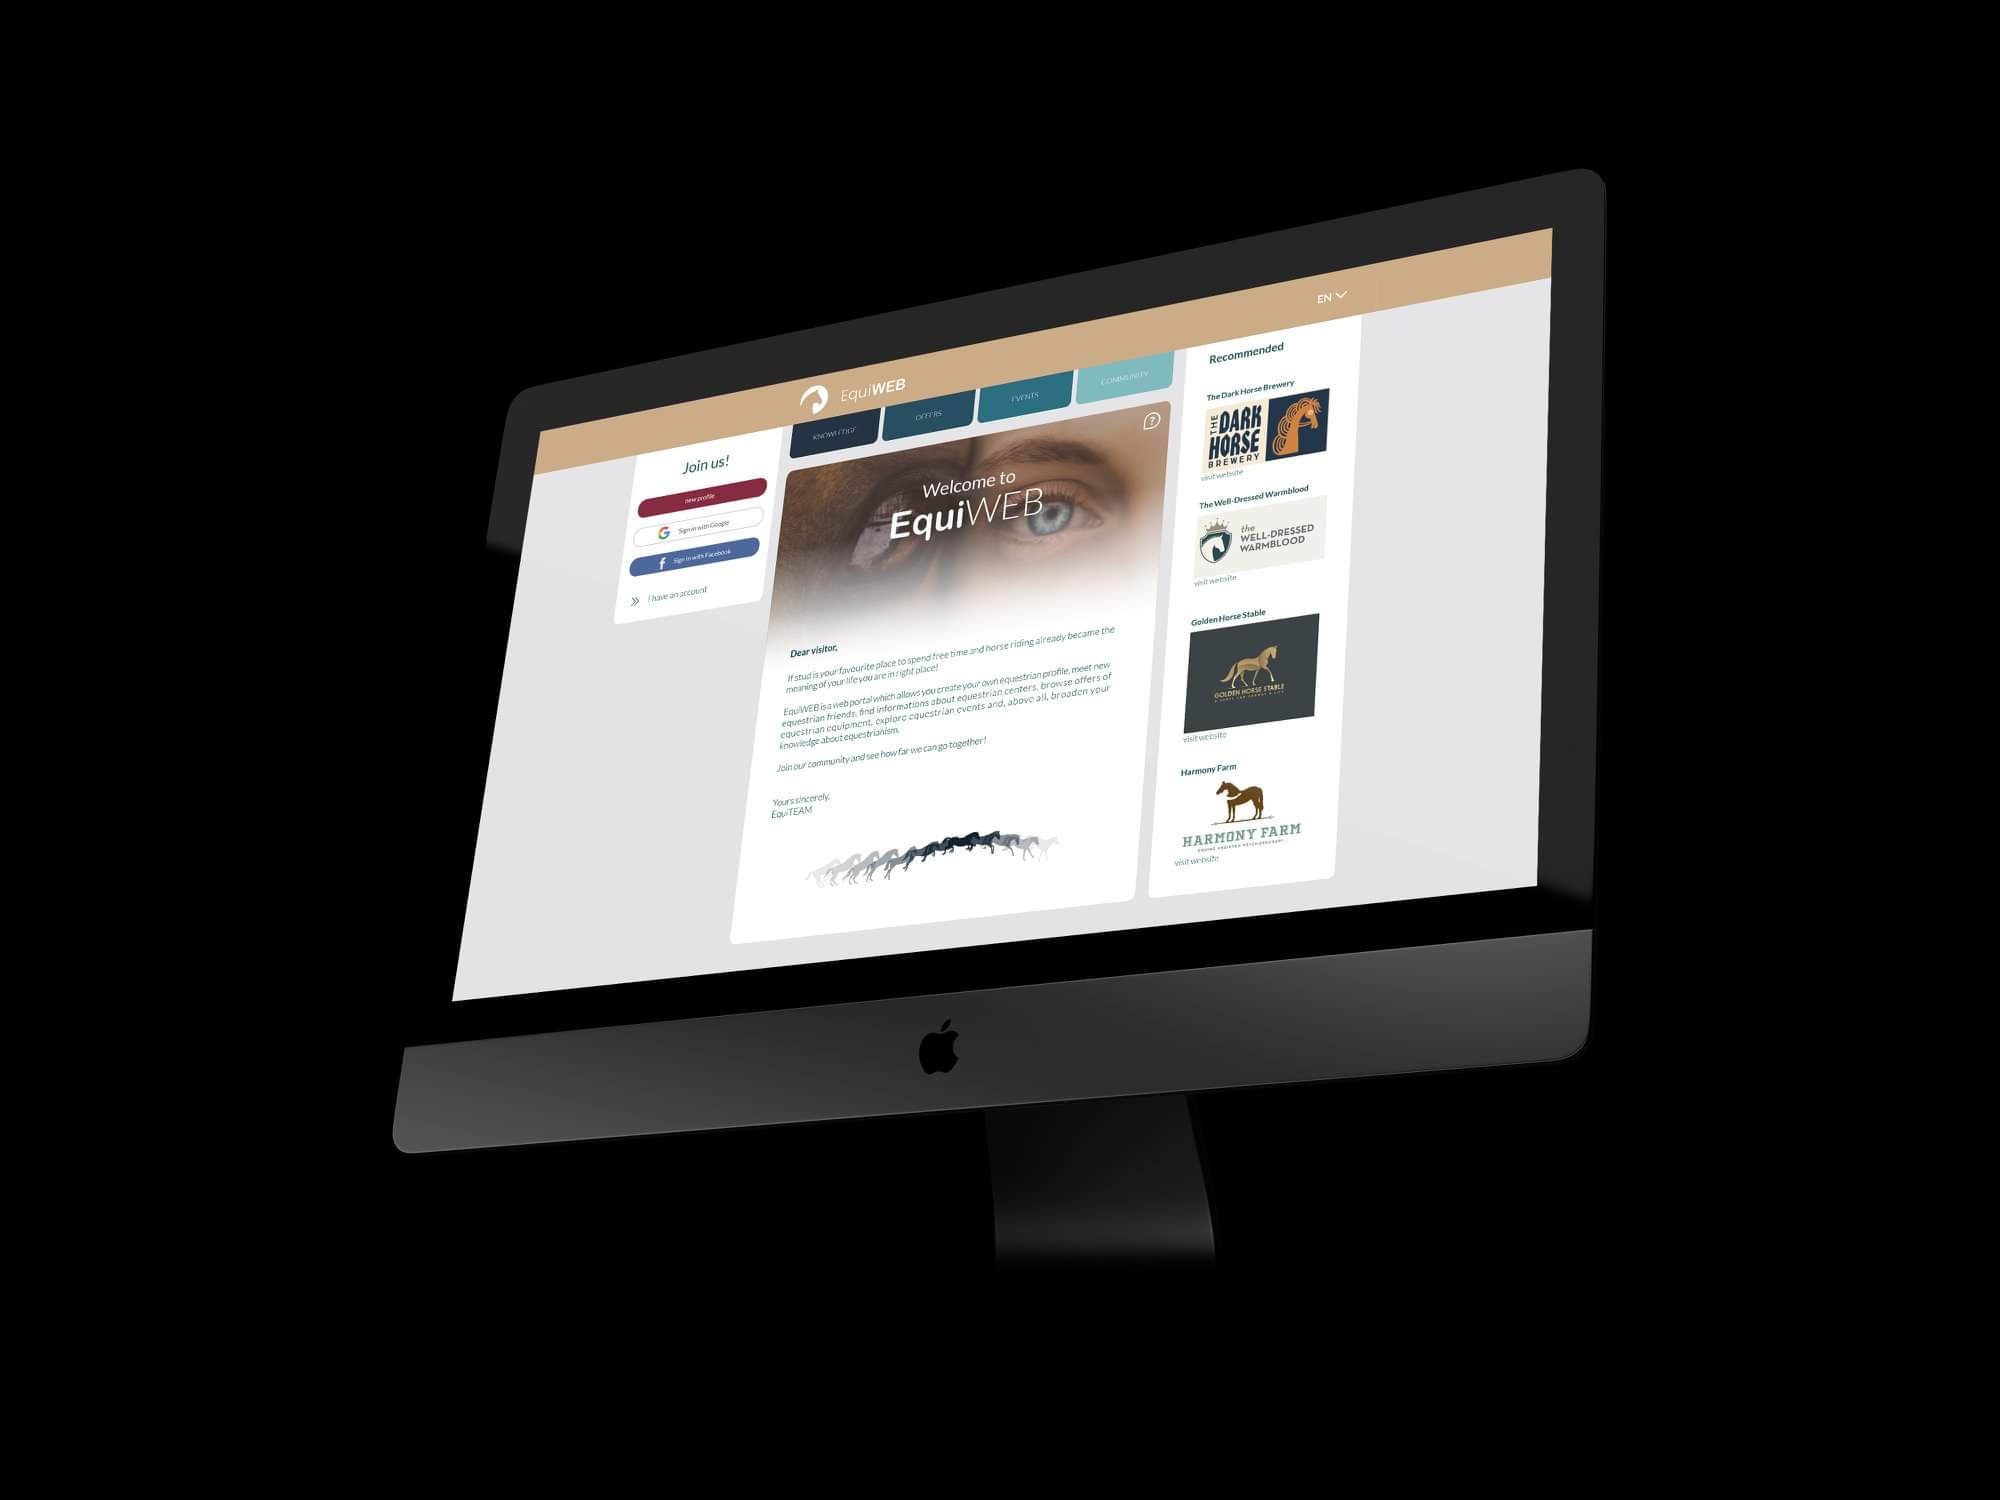 EN
EquiWEB
KNOWLEDGE
OFFERS
EVENTS
COMMUNITY
Join us!
new profile
Sign in with Google
Sign in with Facebook
I have an account
?
Welcome to
EquiWEB
Dear visitor,
If stud is your favourite place to spend free time and horse riding already became the
meaning of your life you are in right place!
EquiWEB is a web portal which allows you create your own equestrian profile, meet new
equestrian friends, find informations about equestrian centers, browse offers of
equestrian equipment, explore equestrian events and, above all, broaden your
knowledge about equestrianism.
Join our community and see how far we can go together!
Yours sincerely,
EquiTEAM
Recommended
The Dark Horse Brewery
THE
DARK
HORSE
BREWERY
visit website
The Well-Dressed Warmblood
the
WELL-DRESSED
WARMBLOOD
visit website
Golden Horse Stable
GOLDEN HORSE STABLE
visit website
Harmony Farm
HARMONY FARM
EQUINE ASSISTED PSYCHOTHERAPY
visit website